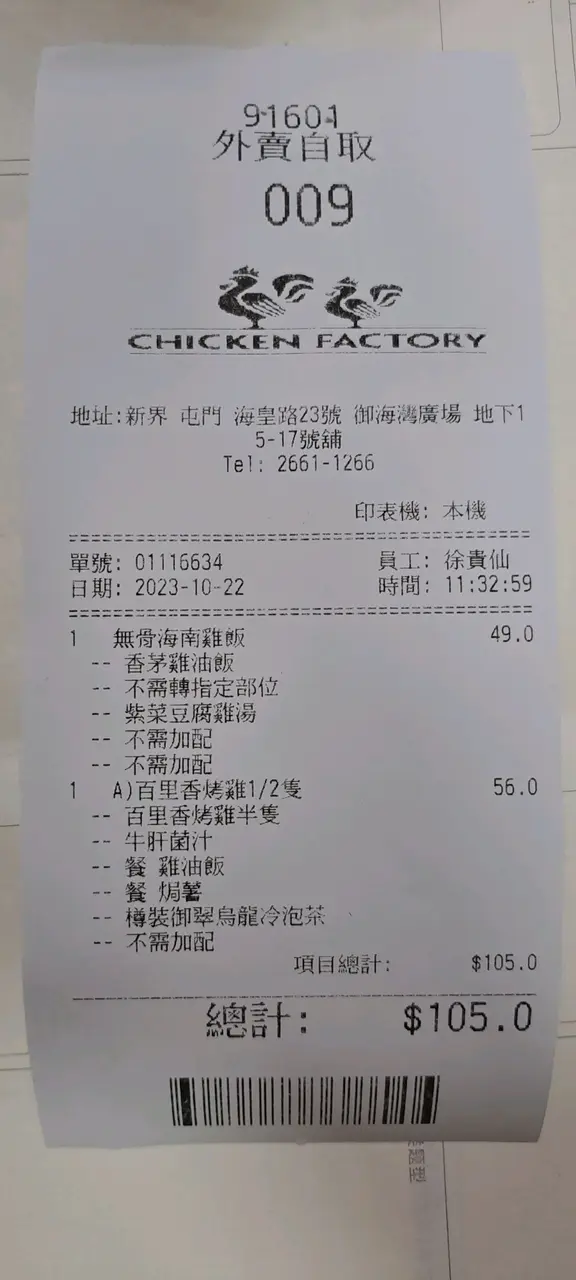 91601
外賣自取
009
CHICKEN FACTORY
地址:新界 屯門 海皇路23號 御海灣廣場 地下1
5-17號舖
Tel: 2661-1266
印表機: 本機
單號: 01116634 員工: 徐貴仙
日期: 2023-10-22 時間: 11:32:59
1 無骨海南雞飯 49.0
-- 香茅雞油飯
-- 不需轉指定部位
-- 紫菜豆腐雞湯
-- 不需加配
-- 不需加配
1 A)百里香烤雞1/2隻 56.0
-- 百里香烤雞半隻
-- 牛肝菌汁
-- 餐 雞油飯
-- 餐 焗薯
-- 樽裝御翠烏龍冷泡茶
-- 不需加配
項目總計: $105.0
總計: $105.0